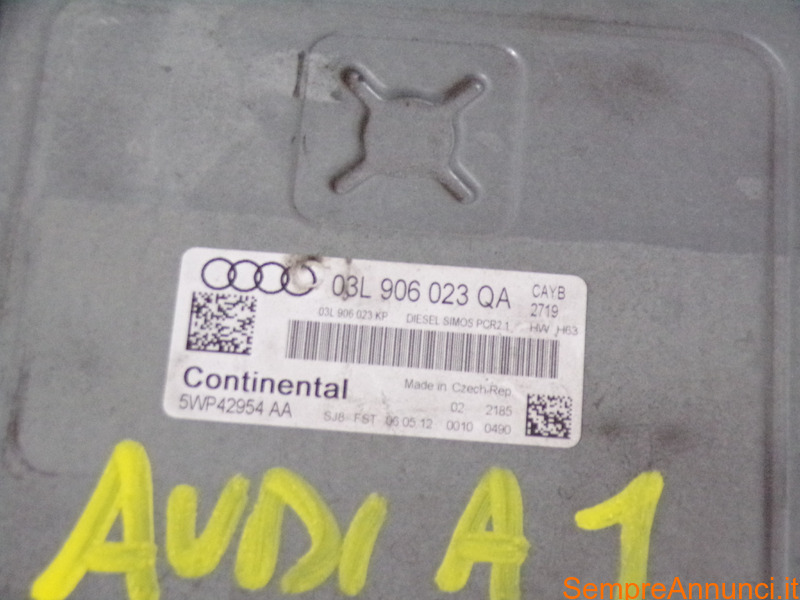 03L 906 023 QA CAYB
2719
03L 906 023 KP DIESEL SIMOS PCR2.1 HW H63
Continental Made in Czech-Rep.
5WP42954 AA 02 2185
SJ8- FST 06.05.12 0010 0490
AUDI A1
SempreAnnunci.it